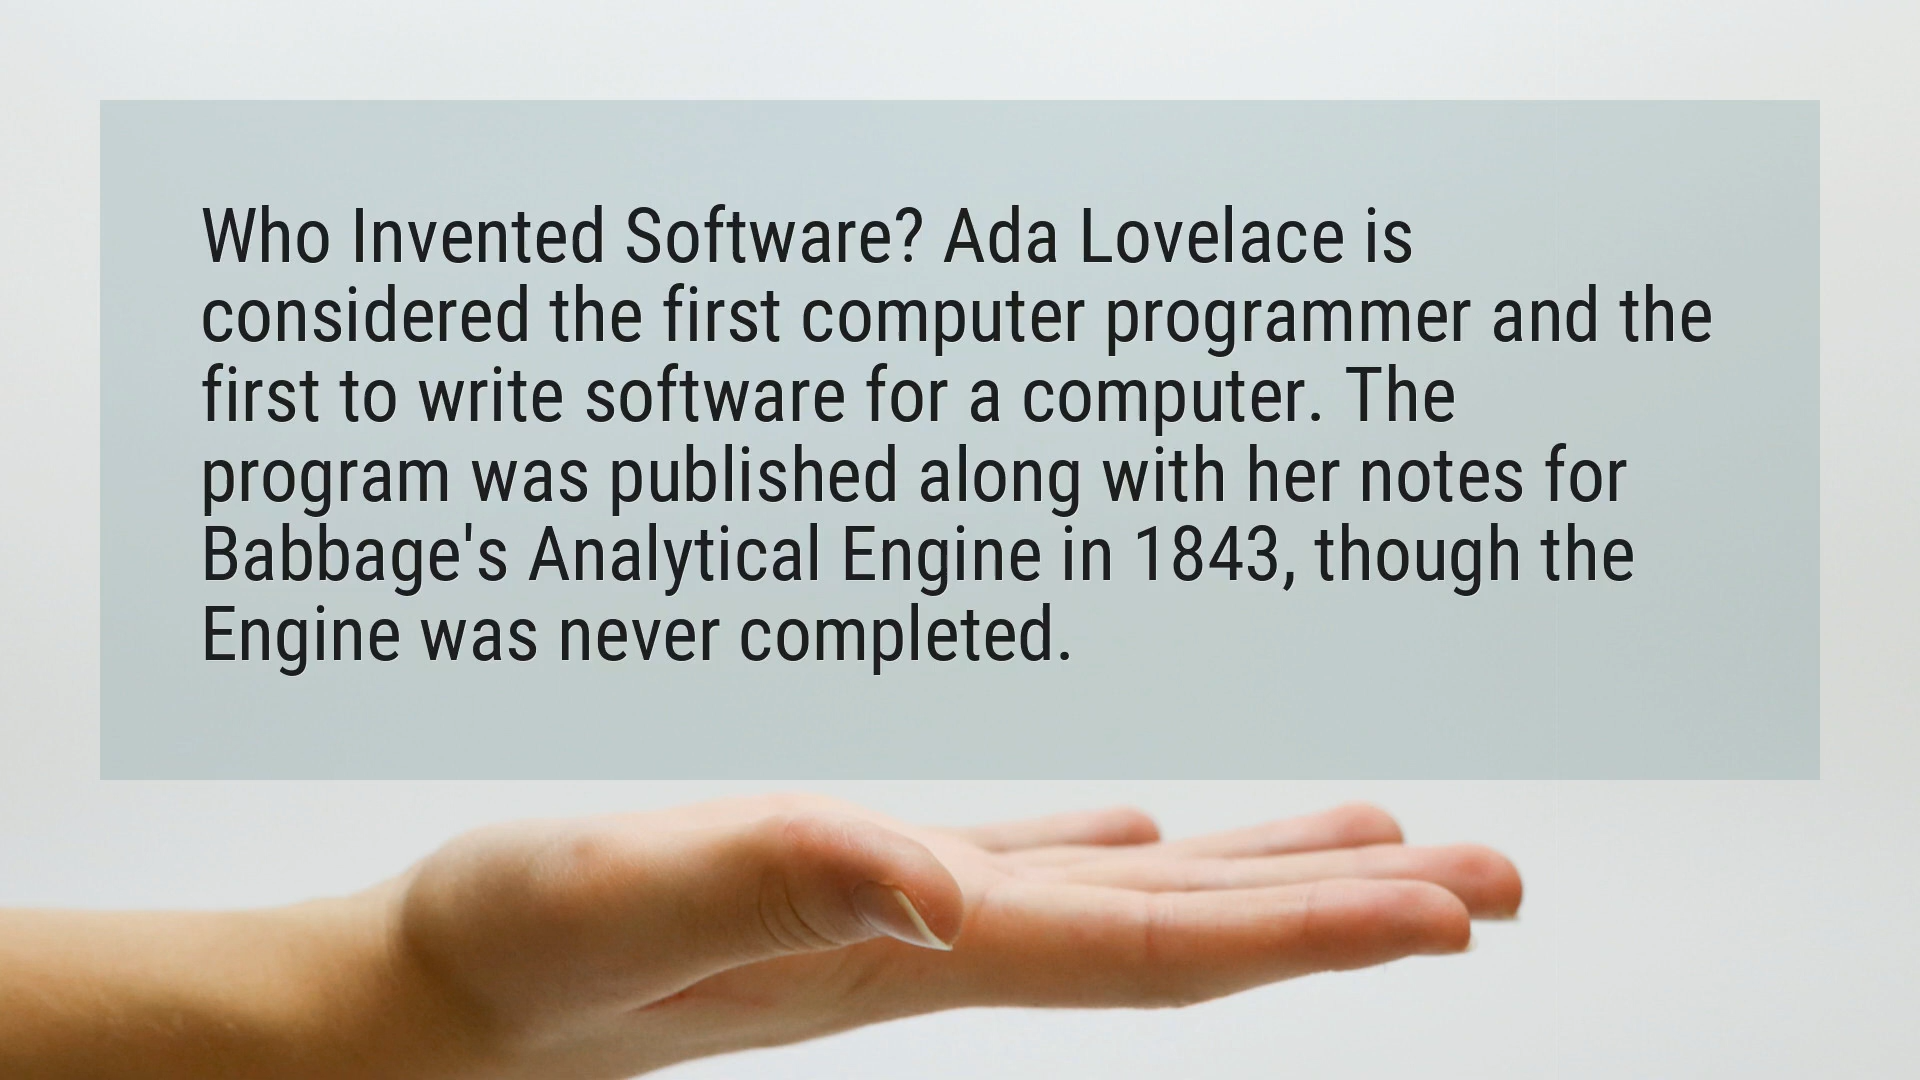 Who Invented Software? Ada Lovelace is
considered the first computer programmer and the
first to write software for a computer. The
program was published along with her notes for
Babbage's Analytical Engine in 1843, though the
Engine was never completed.